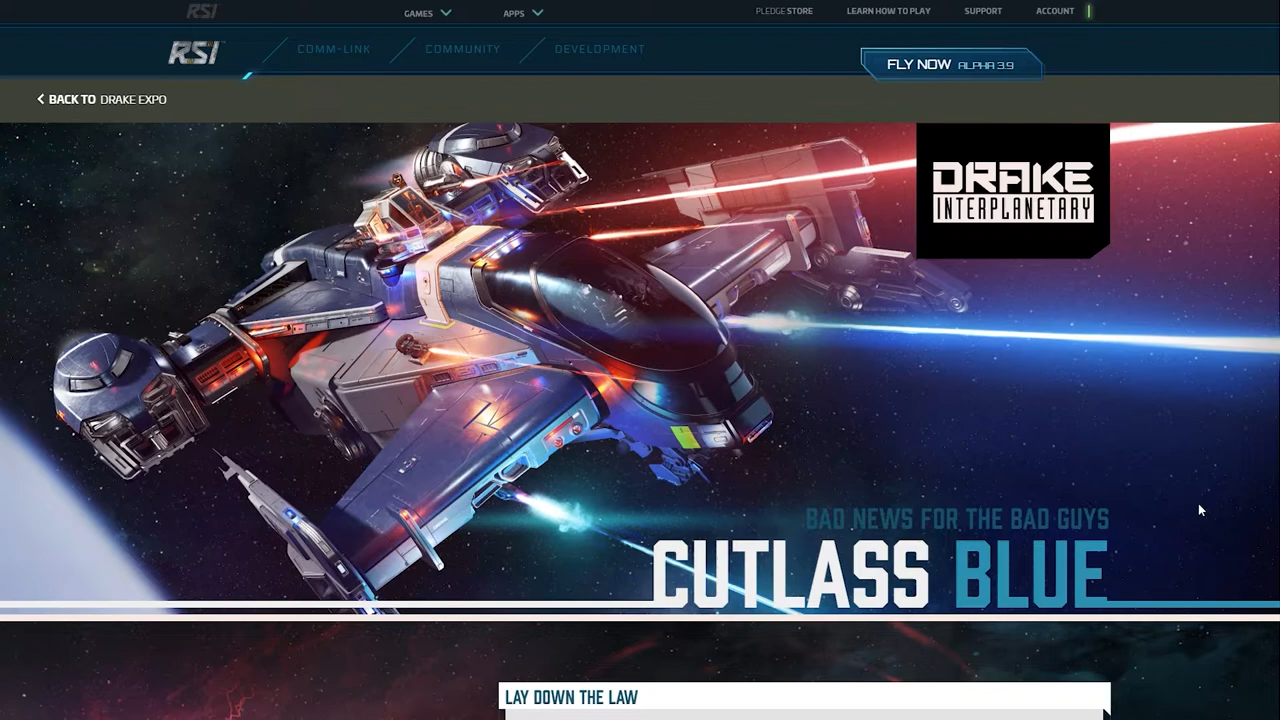 RSI
GAMES
APPS
PLEDGE STORE
LEARN HOW TO PLAY
SUPPORT
ACCOUNT
RSI
COMM-LINK
COMMUNITY
DEVELOPMENT
FLY NOW ALPHA 3.9
BACK TO DRAKE EXPO
DRAKE
INTERPLANETARY
BAD NEWS FOR THE BAD GUYS
CUTLASS BLUE
LAY DOWN THE LAW